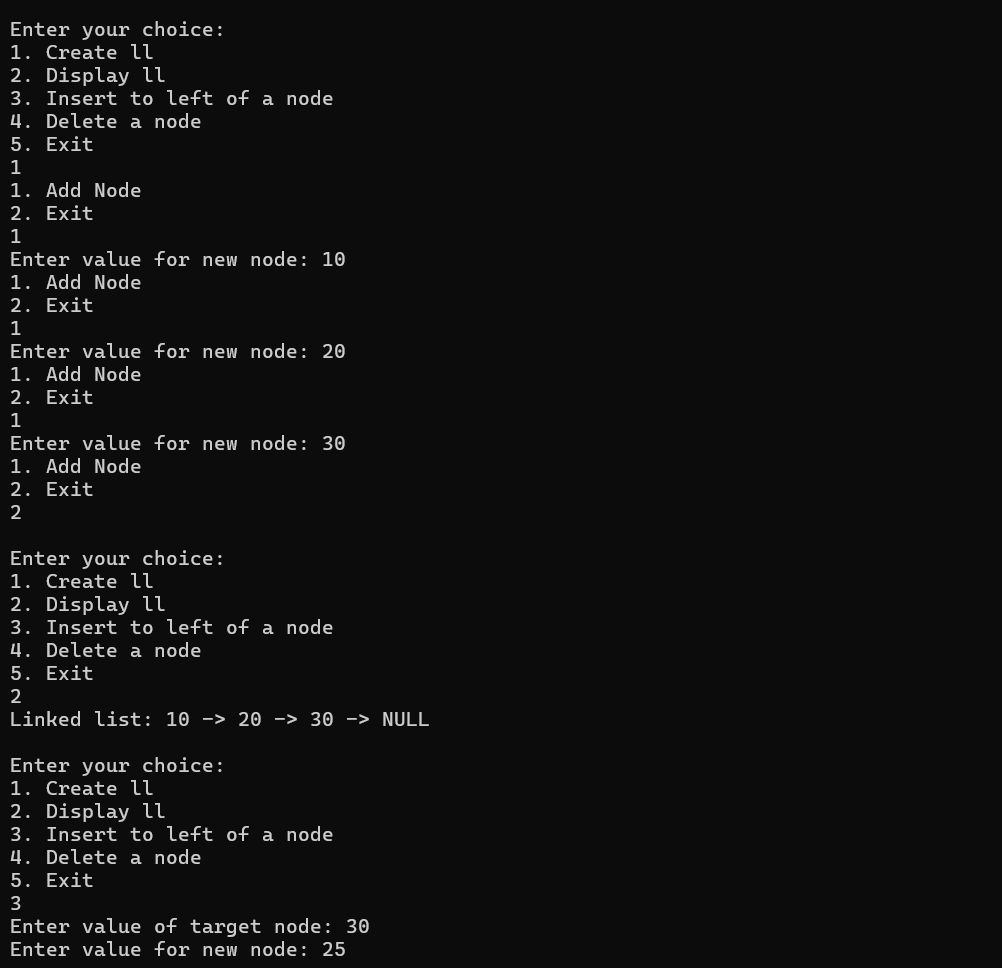 Enter your choice:
1. Create ll
2. Display ll
3. Insert to left of a node
4. Delete a node
5. Exit
1
1. Add Node
2. Exit
1
Enter value for new node: 10
1. Add Node
2. Exit
1
Enter value for new node: 20
1. Add Node
2. Exit
1
Enter value for new node: 30
1. Add Node
2. Exit
2

Enter your choice:
1. Create ll
2. Display ll
3. Insert to left of a node
4. Delete a node
5. Exit
2
Linked list: 10 -> 20 -> 30 -> NULL

Enter your choice:
1. Create ll
2. Display ll
3. Insert to left of a node
4. Delete a node
5. Exit
3
Enter value of target node: 30
Enter value for new node: 25